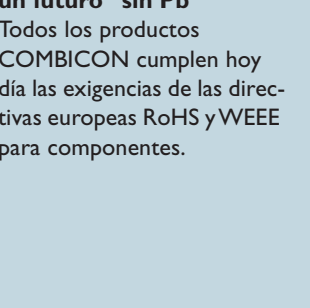 un futuro sin Pb
Todos los productos
COMBICON cumplen hoy
día las exigencias de las direc-
tivas europeas RoHS y WEEE
para componentes.